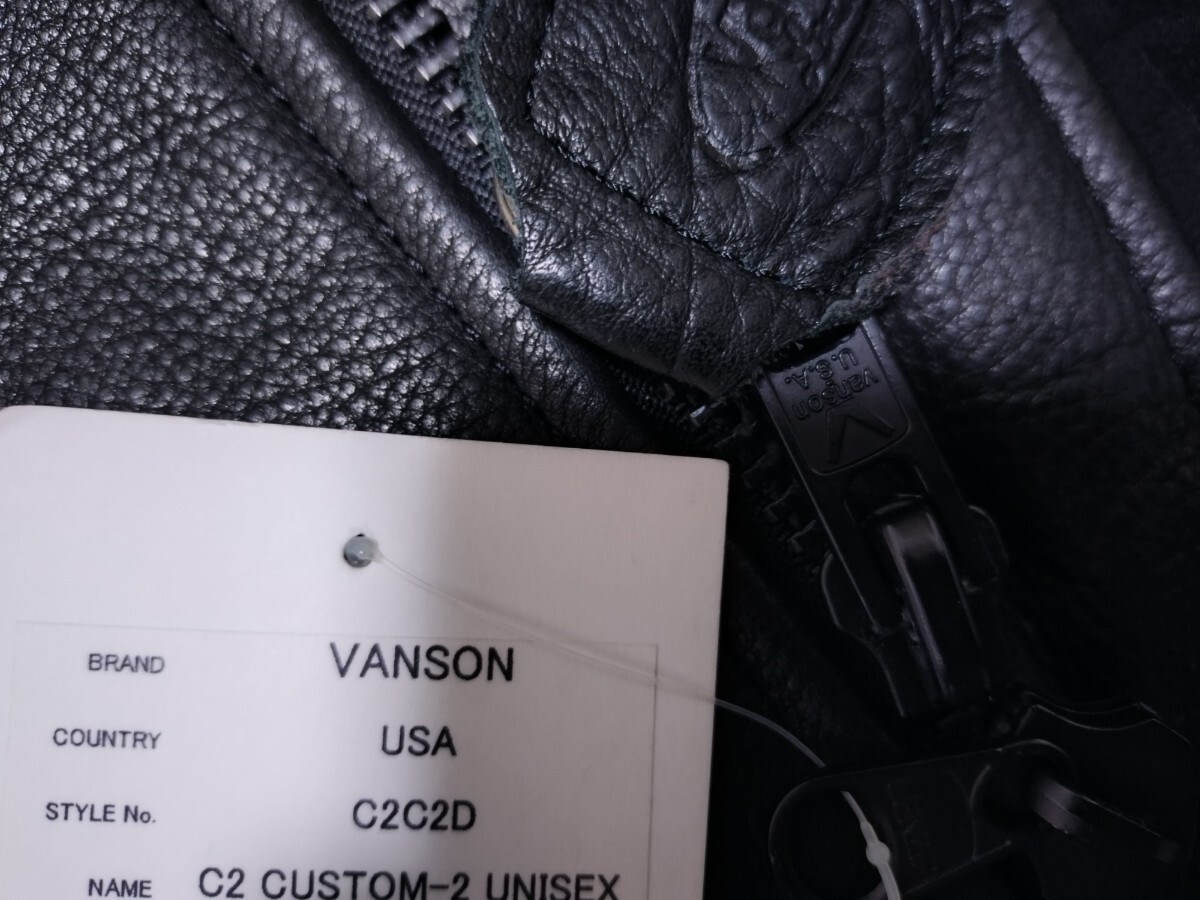 vanson
U.S.A.
BRAND VANSON
COUNTRY USA
STYLE No. C2C2D
NAME C2 CUSTOM-2 UNISEX